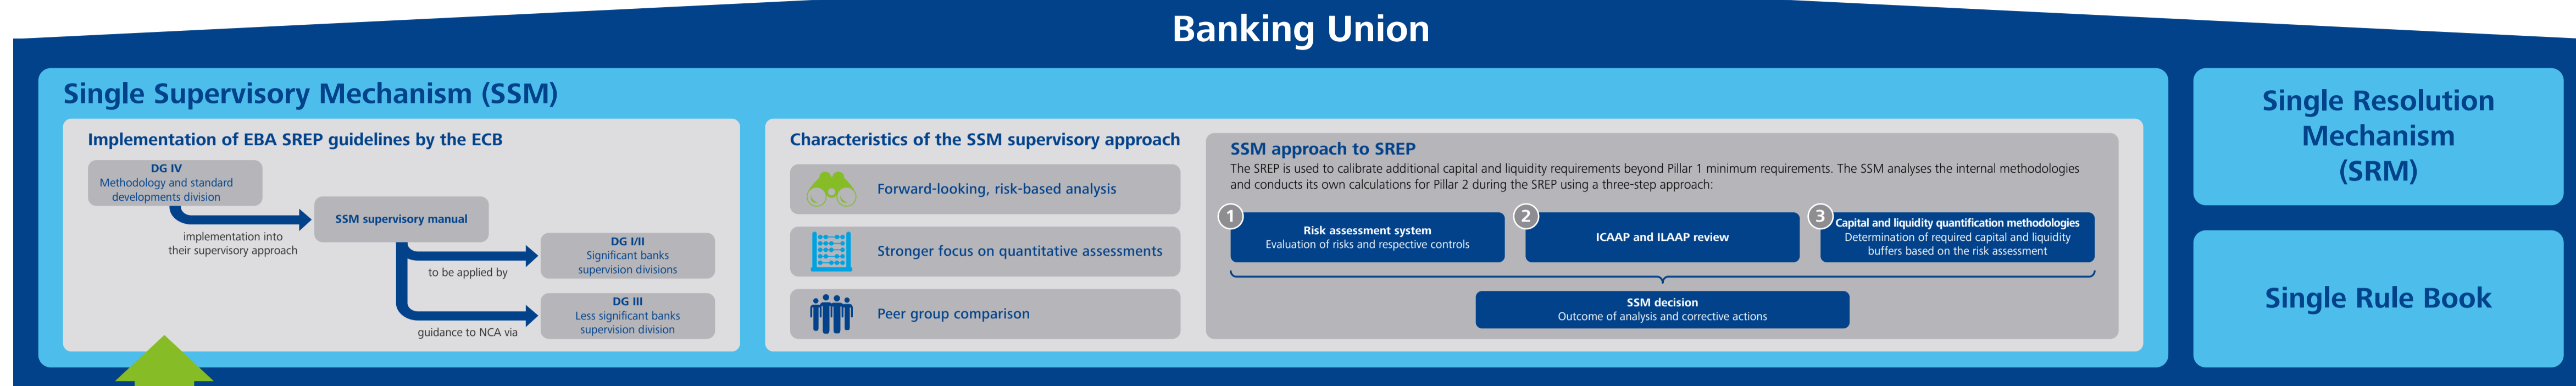 Banking Union
Single Supervisory Mechanism (SSM)
Implementation of EBA SREP guidelines by the ECB
DG IV
Methodology and standard
developments division
implementation into
their supervisory approach
SSM supervisory manual
to be applied by
guidance to NCA via
DG I/II
Significant banks
supervision divisions
DG III
Less significant banks
supervision division
Characteristics of the SSM supervisory approach
Forward-looking, risk-based analysis
Stronger focus on quantitative assessments
Peer group comparison
SSM approach to SREP
The SREP is used to calibrate additional capital and liquidity requirements beyond Pillar 1 minimum requirements. The SSM analyses the internal methodologies
and conducts its own calculations for Pillar 2 during the SREP using a three-step approach:
1
Risk assessment system
Evaluation of risks and respective controls
2
ICAAP and ILAAP review
3
Capital and liquidity quantification methodologies
Determination of required capital and liquidity
buffers based on the risk assessment
SSM decision
Outcome of analysis and corrective actions
Single Resolution
Mechanism
(SRM)
Single Rule Book